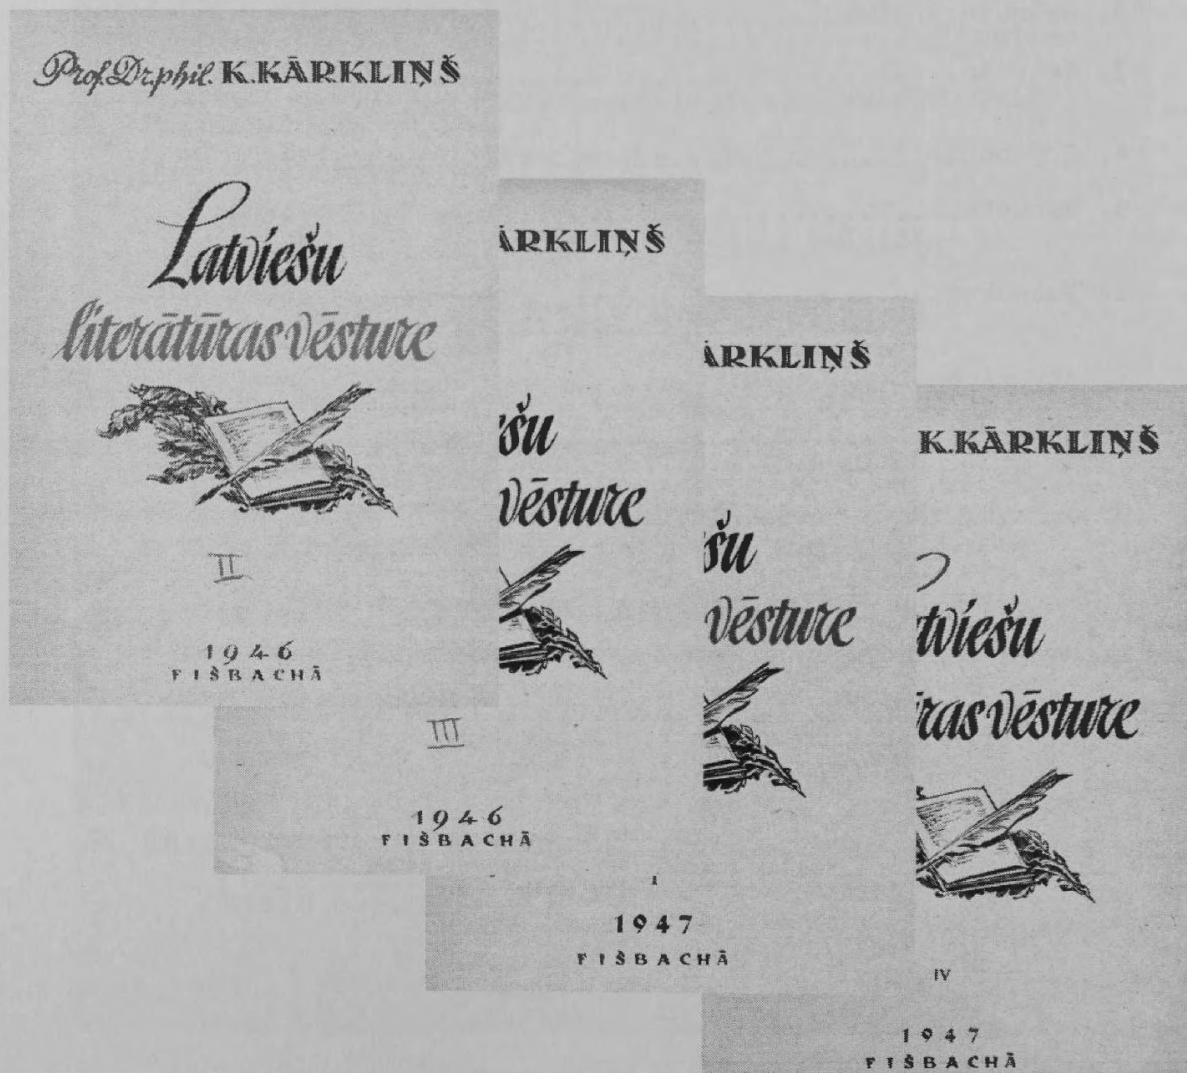 Prof. Dr. phil. K. KĀRKLIŅŠ
Latviešu
literātūras vēsture
II
1946
FIŠBACHĀ
ĀRKLIŅŠ
šu
vēsture
III
1946
FIŠBACHĀ
ĀRKLIŅŠ
šu
vēsture
I
1947
FIŠBACHĀ
K. KĀRKLIŅŠ
tviešu
ras vēsture
IV
1947
FIŠBACHĀ